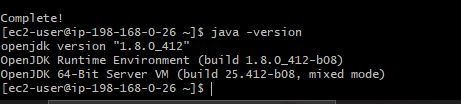 Complete!
[ec2-user@ip-198-168-0-26 ~]$ java -version
openjdk version "1.8.0_412"
OpenJDK Runtime Environment (build 1.8.0_412-b08)
OpenJDK 64-Bit Server VM (build 25.412-b08, mixed mode)
[ec2-user@ip-198-168-0-26 ~]$